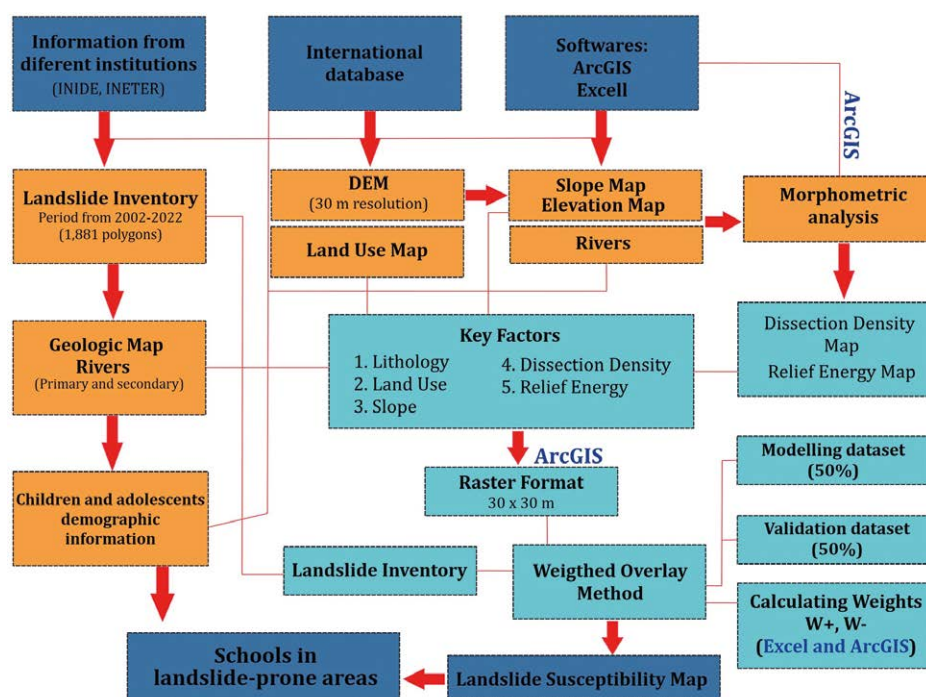 Information from
diferent institutions
(INIDE, INETER)
International
database
Softwares:
ArcGIS
Excell
ArcGIS
Landslide Inventory
Period from 2002-2022
(1,881 polygons)
DEM
(30 m resolution)
Land Use Map
Slope Map
Elevation Map
Rivers
Morphometric
analysis
Geologic Map
Rivers
(Primary and secondary)
Key Factors
1. Lithology
2. Land Use
3. Slope
4. Dissection Density
5. Relief Energy
Dissection Density
Map
Relief Energy Map
ArcGIS
Raster Format
30 x 30 m
Modelling dataset
(50%)
Children and adolescents
demographic
information
Validation dataset
(50%)
Landslide Inventory
Weigthed Overlay
Method
Calculating Weights
W+, W-
(Excel and ArcGIS)
Schools in
landslide-prone areas
Landslide Susceptibility Map